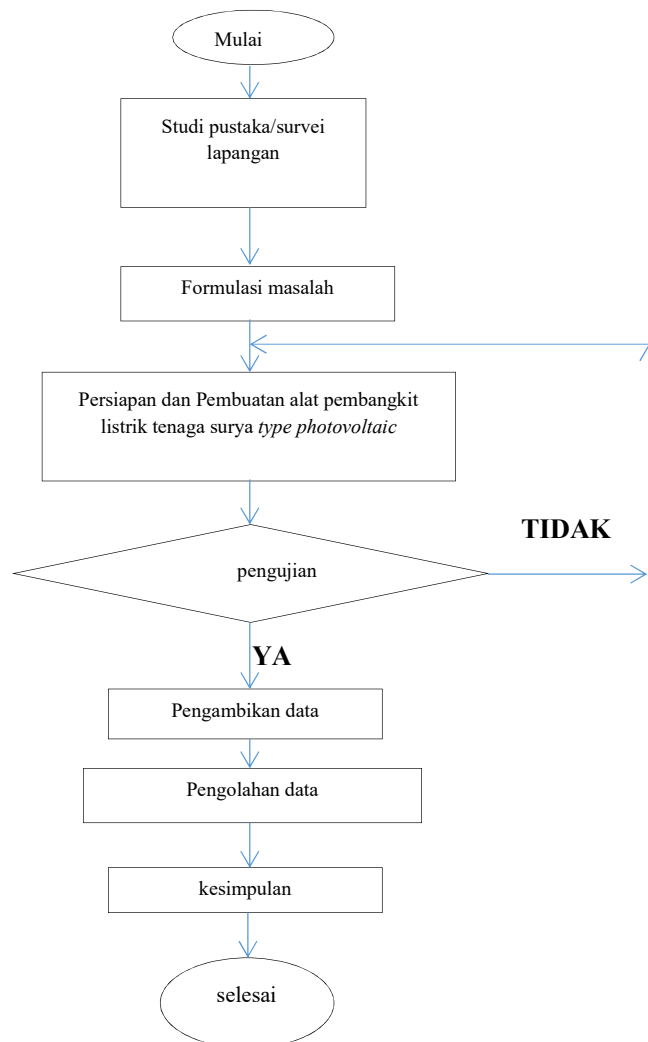 Mulai
Studi pustaka/survei
lapangan
Formulasi masalah
Persiapan dan Pembuatan alat pembangkit
listrik tenaga surya type photovoltaic
TIDAK
pengujian
YA
Pengambikan data
Pengolahan data
kesimpulan
selesai